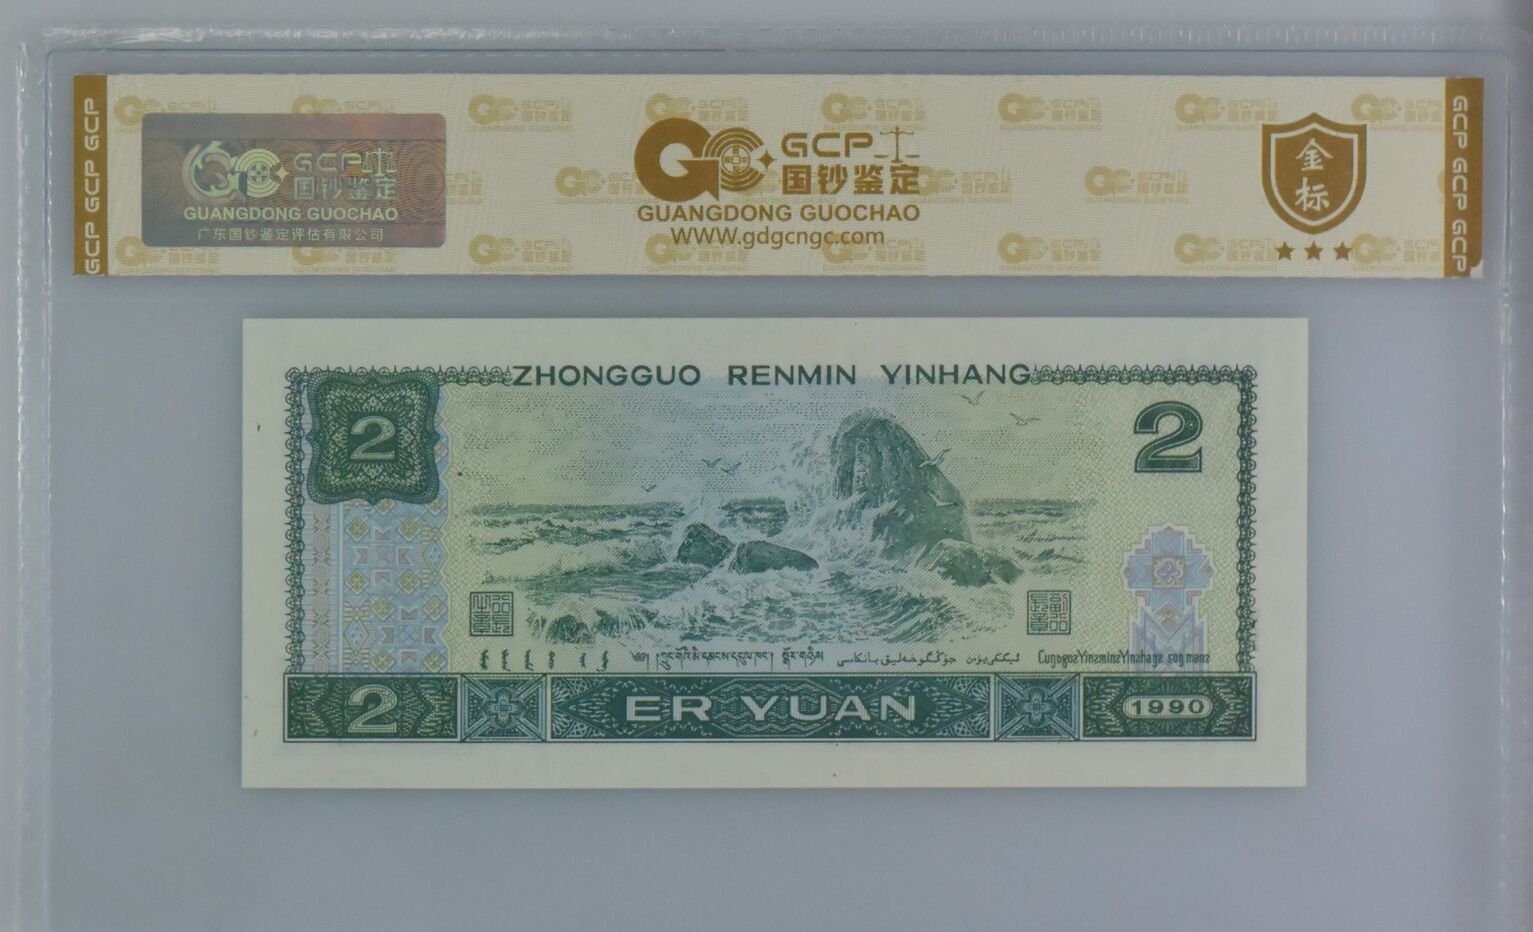 GCP GCP GCP
GCP 国钞鉴定
GUANGDONG GUOCHAO
广东国钞鉴定评估有限公司
GCP
国钞鉴定
GUANGDONG GUOCHAO
WWW.gdgcngc.com
金标
GCP GCP GCP
ZHONGGUO RENMIN YINHANG
2
2
2
ER YUAN
1990